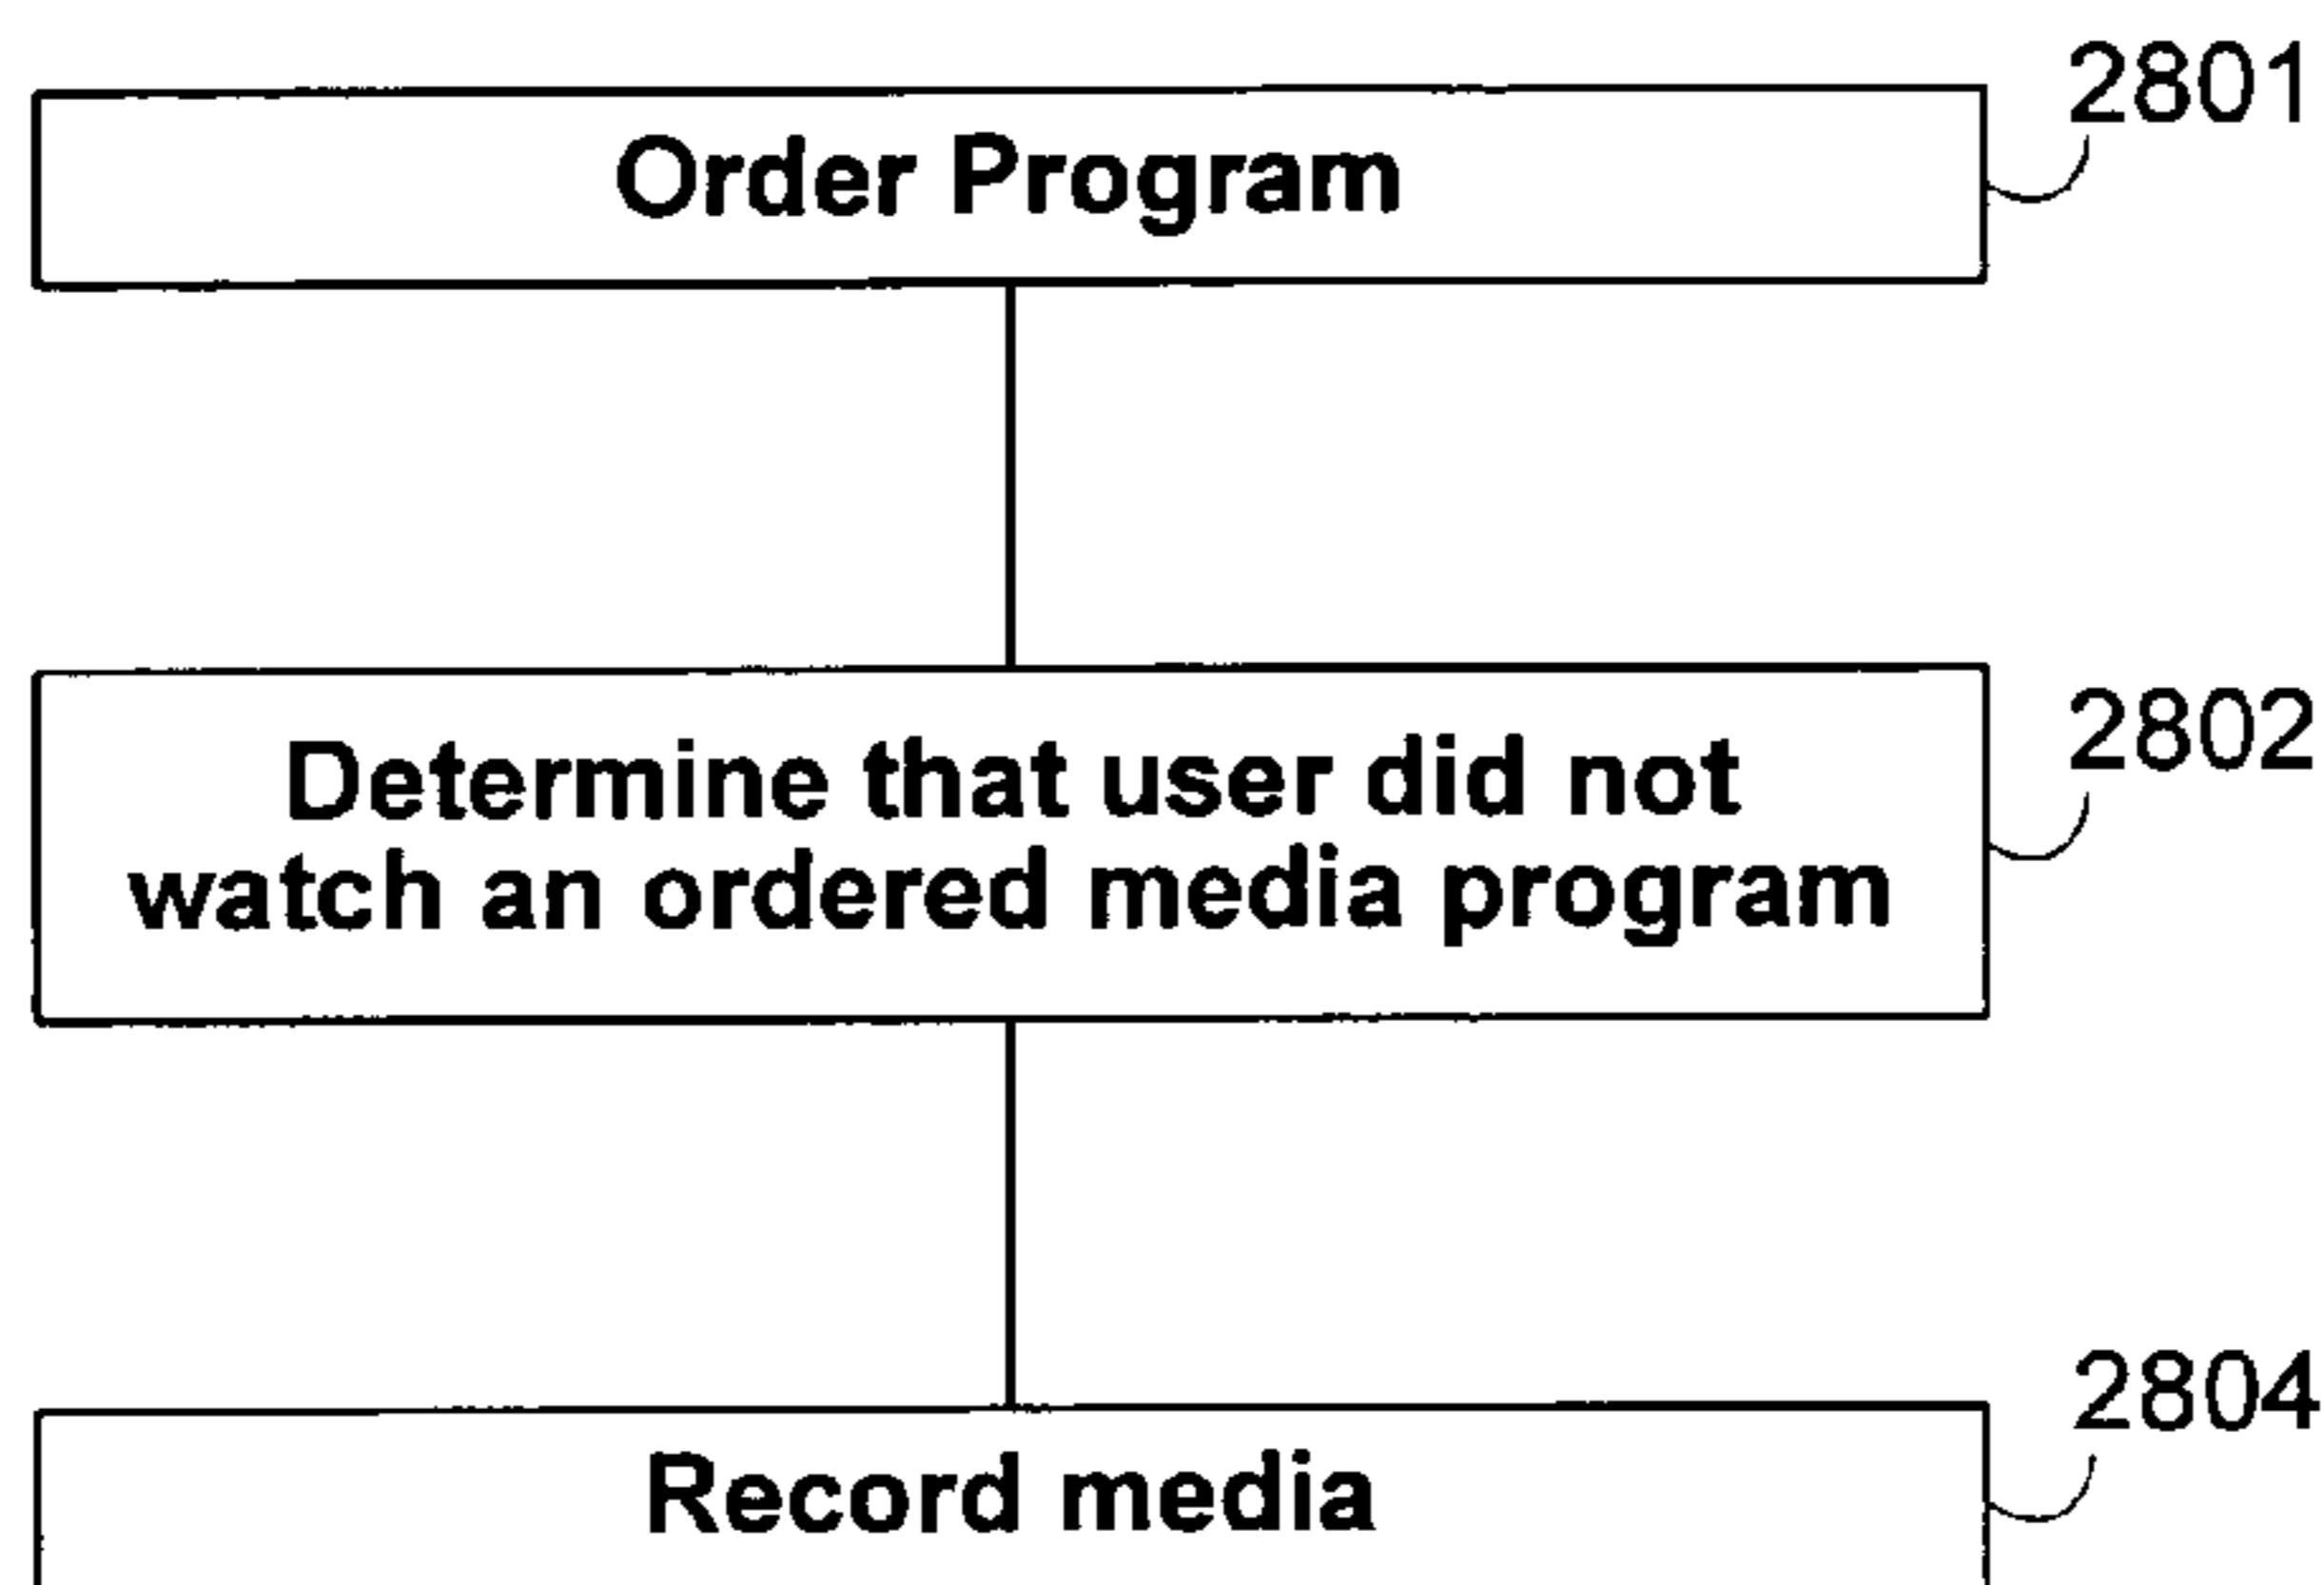 2801
Order Program
2802
Determine that user did not
watch an ordered media program
2804
Record media